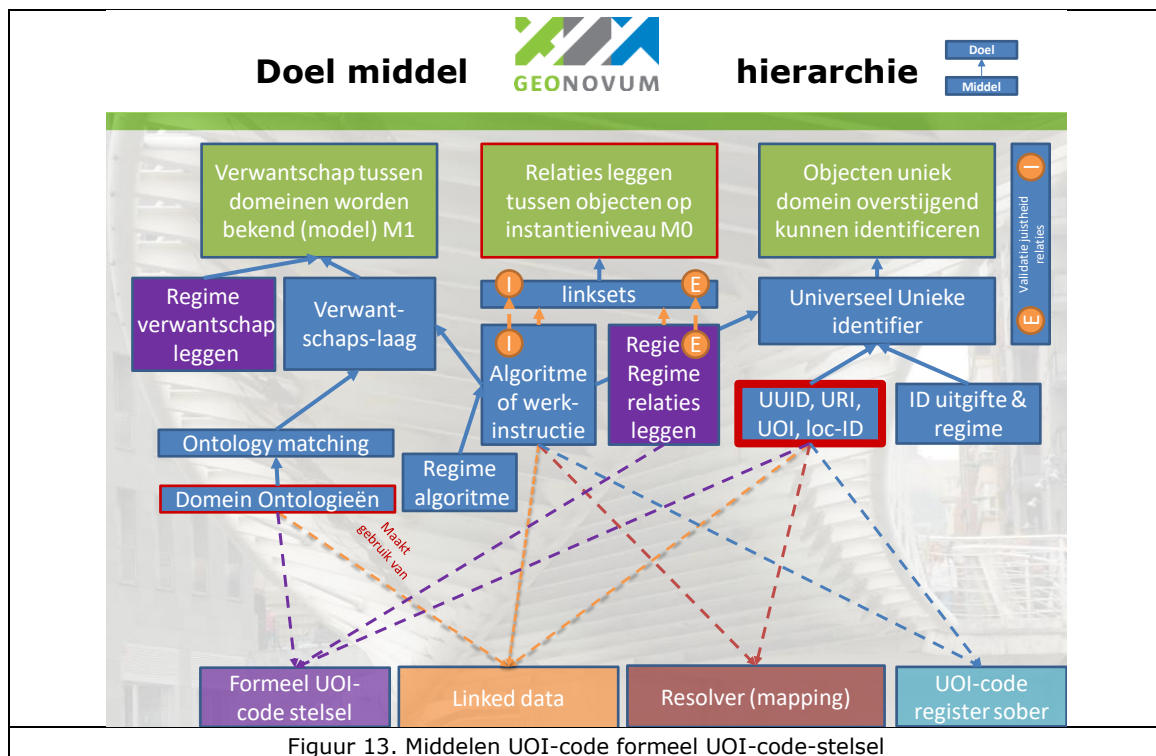 Doel middel
GEONOVUM
hierarchie
Doel
Middel
Verwantschap tussen
domeinen worden
bekend (model) M1
Relaties leggen
tussen objecten op
instantieniveau M0
Objecten uniek
domein overstijgend
kunnen identificeren
I
Validatie juistheid
relaties
E
Regime
verwantschap
leggen
Verwant-
schaps-laag
I
linksets
E
Universeel Unieke
identifier
I
Algoritme
of werk-
instructie
Regie
E
Regime
relaties
leggen
UUID, URI,
UOI, loc-ID
ID uitgifte &
regime
Ontology matching
Regime
algoritme
Domein Ontologieën
Maakt
gebruik van
Formeel UOI-
code stelsel
Linked data
Resolver (mapping)
UOI-code
register sober
Figuur 13. Middelen UOI-code formeel UOI-code-stelsel